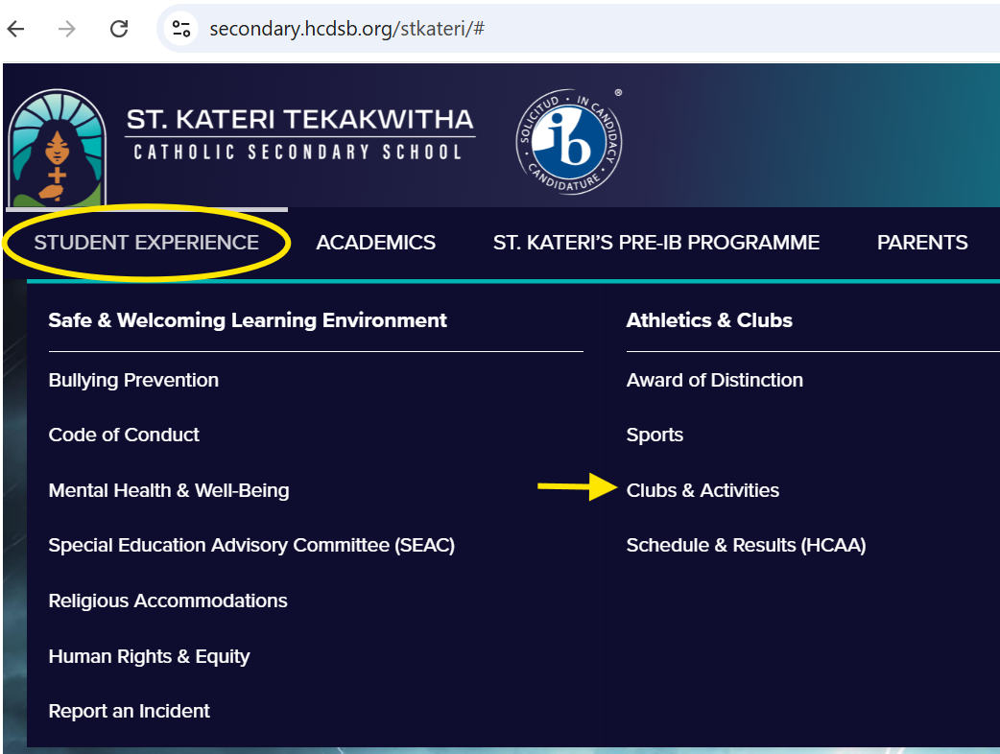 secondary.hcdsb.org/stkateri/#
ST. KATERI TEKAKWITHA
CATHOLIC SECONDARY SCHOOL
SOLICITUD · IN CANDIDACY · CANDIDATURE ·
ib
®
STUDENT EXPERIENCE
ACADEMICS
ST. KATERI’S PRE-IB PROGRAMME
PARENTS
Safe & Welcoming Learning Environment
Bullying Prevention
Code of Conduct
Mental Health & Well-Being
Special Education Advisory Committee (SEAC)
Religious Accommodations
Human Rights & Equity
Report an Incident
Athletics & Clubs
Award of Distinction
Sports
Clubs & Activities
Schedule & Results (HCAA)